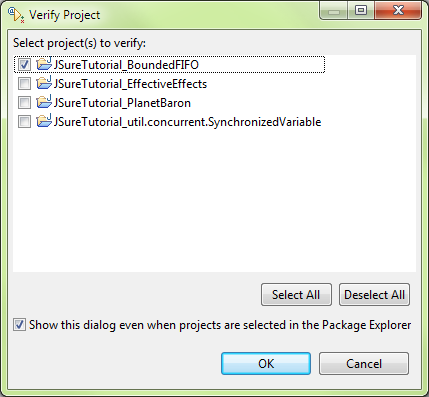 Verify Project
Select project(s) to verify:
JSureTutorial_BoundedFIFO
JSureTutorial_EffectiveEffects
JSureTutorial_PlanetBaron
JSureTutorial_util.concurrent.SynchronizedVariable
Select All
Deselect All
Show this dialog even when projects are selected in the Package Explorer
OK
Cancel